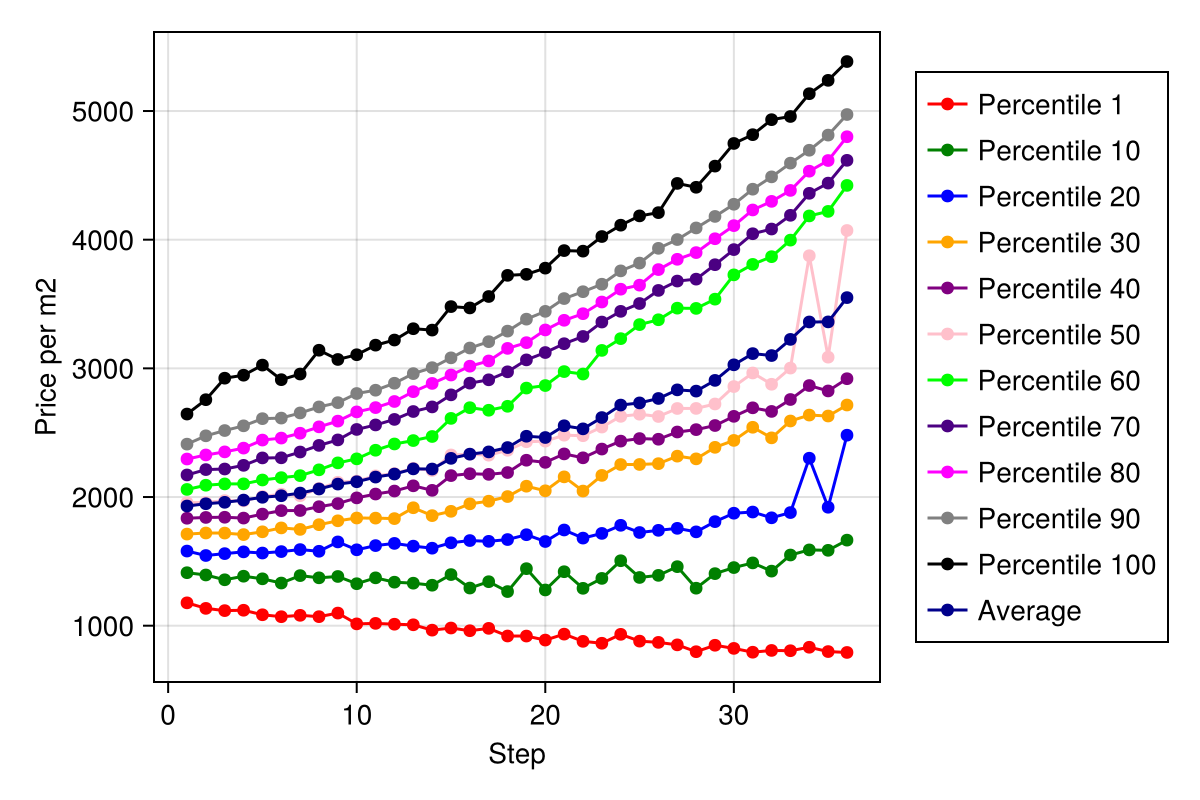 Price per m2
5000
4000
3000
2000
1000
0
10
20
30
Step
Percentile 1
Percentile 10
Percentile 20
Percentile 30
Percentile 40
Percentile 50
Percentile 60
Percentile 70
Percentile 80
Percentile 90
Percentile 100
Average